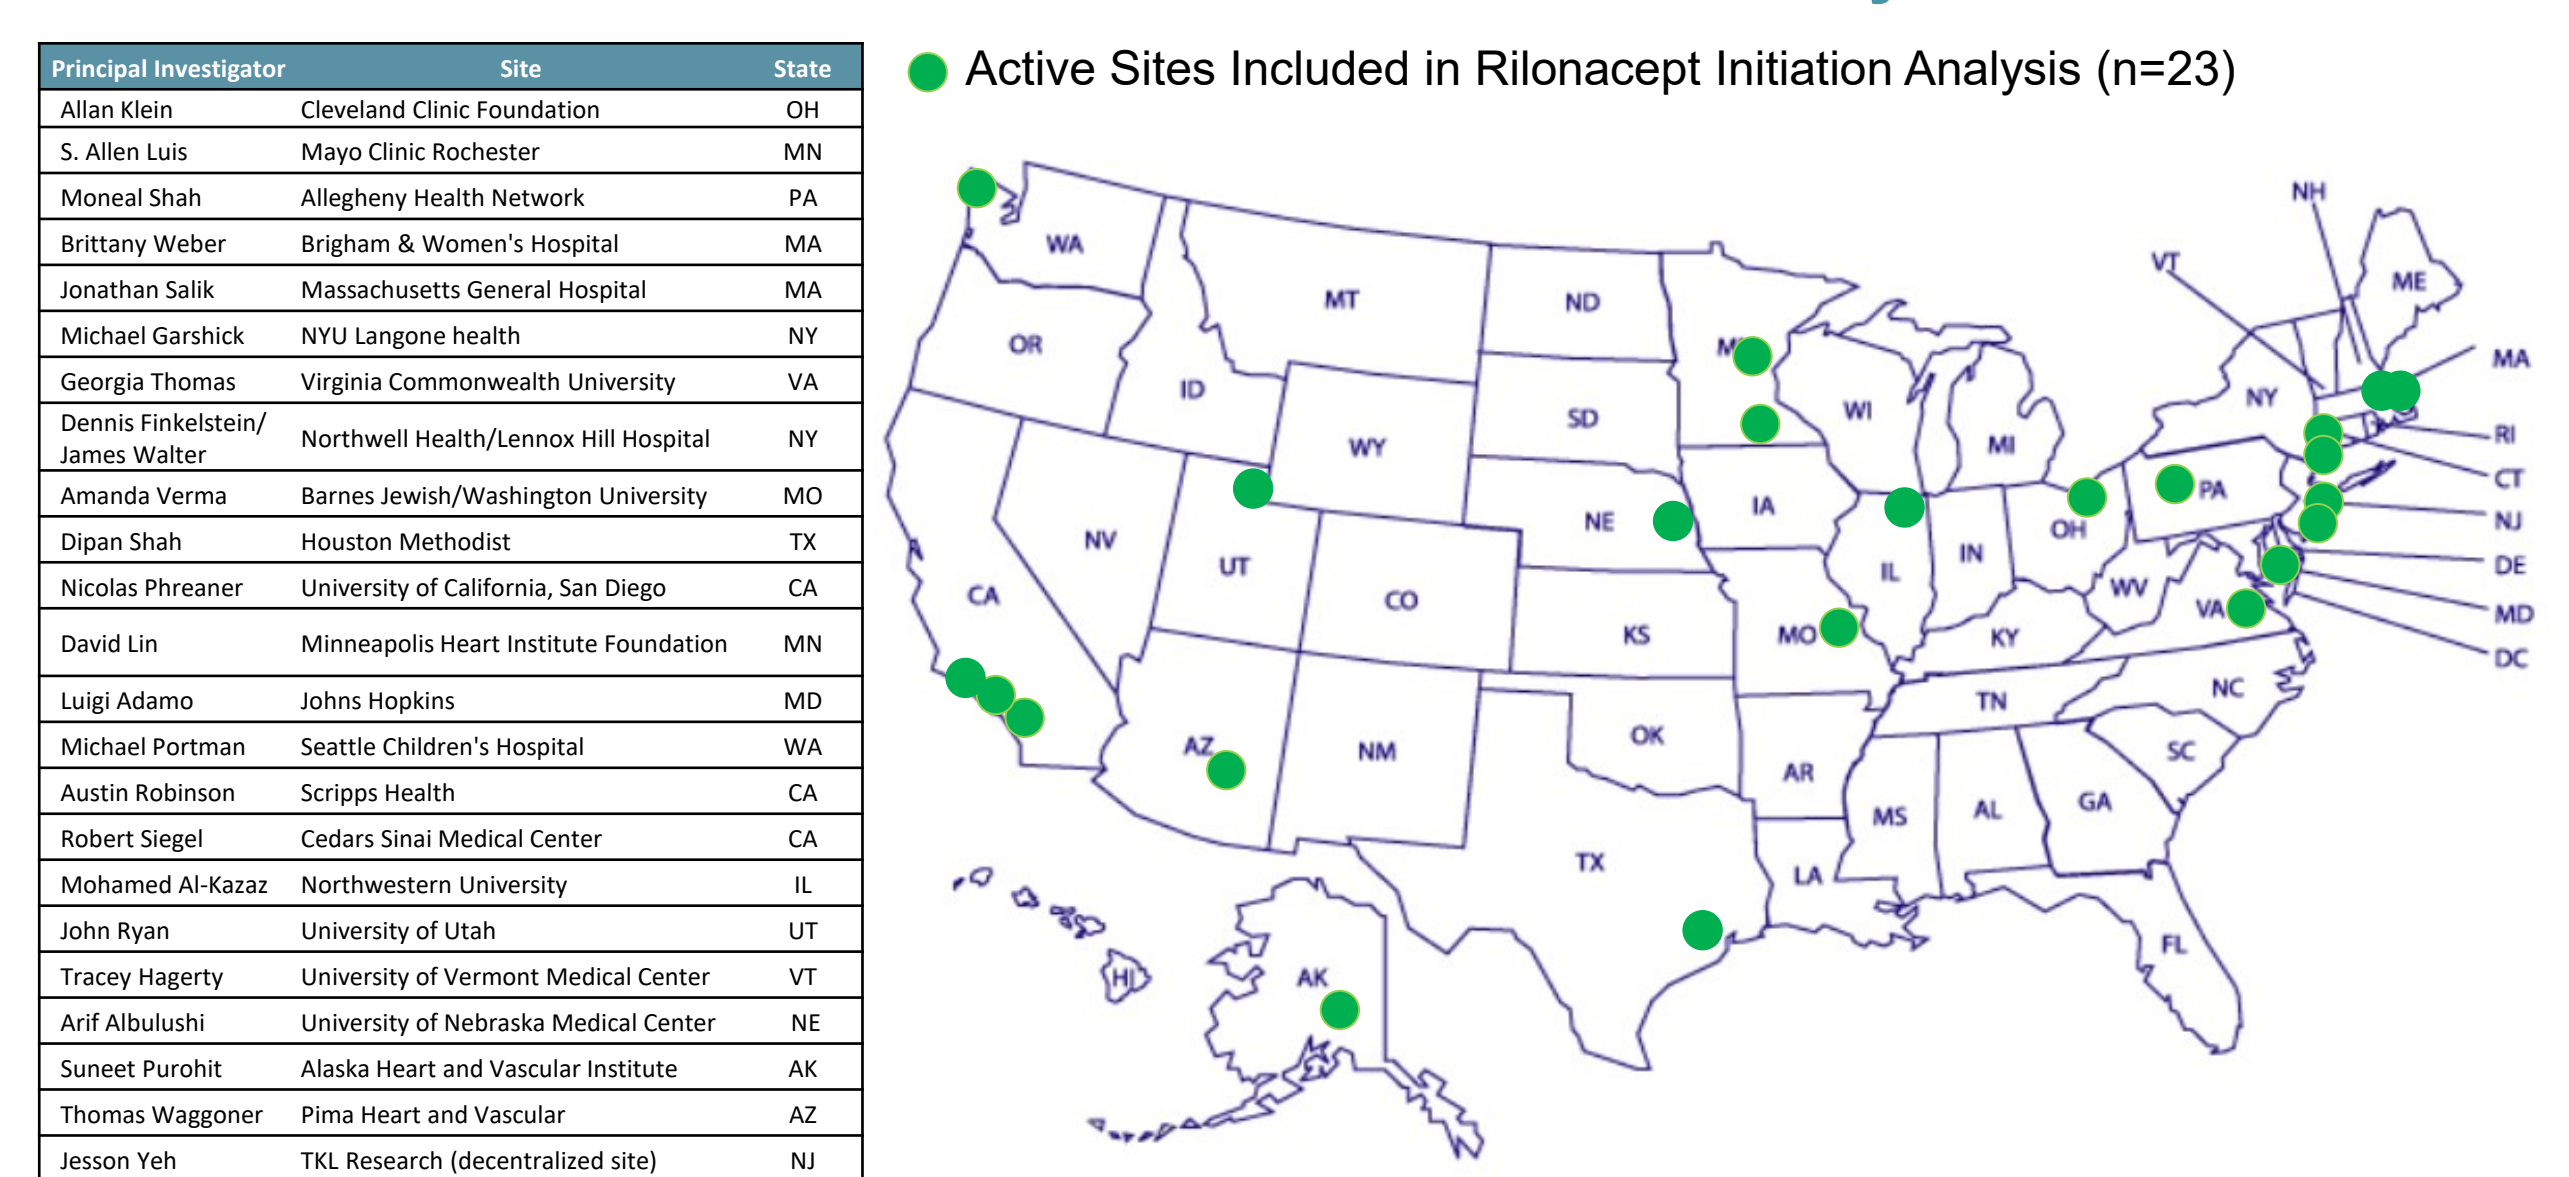 Principal Investigator Site State
Allan Klein Cleveland Clinic Foundation OH
S. Allen Luis Mayo Clinic Rochester MN
Moneal Shah Allegheny Health Network PA
Brittany Weber Brigham & Women's Hospital MA
Jonathan Salik Massachusetts General Hospital MA
Michael Garshick NYU Langone health NY
Georgia Thomas Virginia Commonwealth University VA
Dennis Finkelstein/
James Walter Northwell Health/Lennox Hill Hospital NY
Amanda Verma Barnes Jewish/Washington University MO
Dipan Shah Houston Methodist TX
Nicolas Phreaner University of California, San Diego CA
David Lin Minneapolis Heart Institute Foundation MN
Luigi Adamo Johns Hopkins MD
Michael Portman Seattle Children's Hospital WA
Austin Robinson Scripps Health CA
Robert Siegel Cedars Sinai Medical Center CA
Mohamed Al-Kazaz Northwestern University IL
John Ryan University of Utah UT
Tracey Hagerty University of Vermont Medical Center VT
Arif Albulushi University of Nebraska Medical Center NE
Suneet Purohit Alaska Heart and Vascular Institute AK
Thomas Waggoner Pima Heart and Vascular AZ
Jesson Yeh TKL Research (decentralized site) NJ
Active Sites Included in Rilonacept Initiation Analysis (n=23)
NH
WA
VT
ME
MT
ND
OR
MA
ID
NY
WI
SD
RI
MI
WY
CT
PA
IA
NE
NJ
OH
NV
IN
UT
DE
IL
WV
CA
CO
VA
MD
KS
MO
KY
DC
NC
TN
OK
AZ
NM
SC
AR
GA
AL
MS
TX
LA
FL
HI
AK